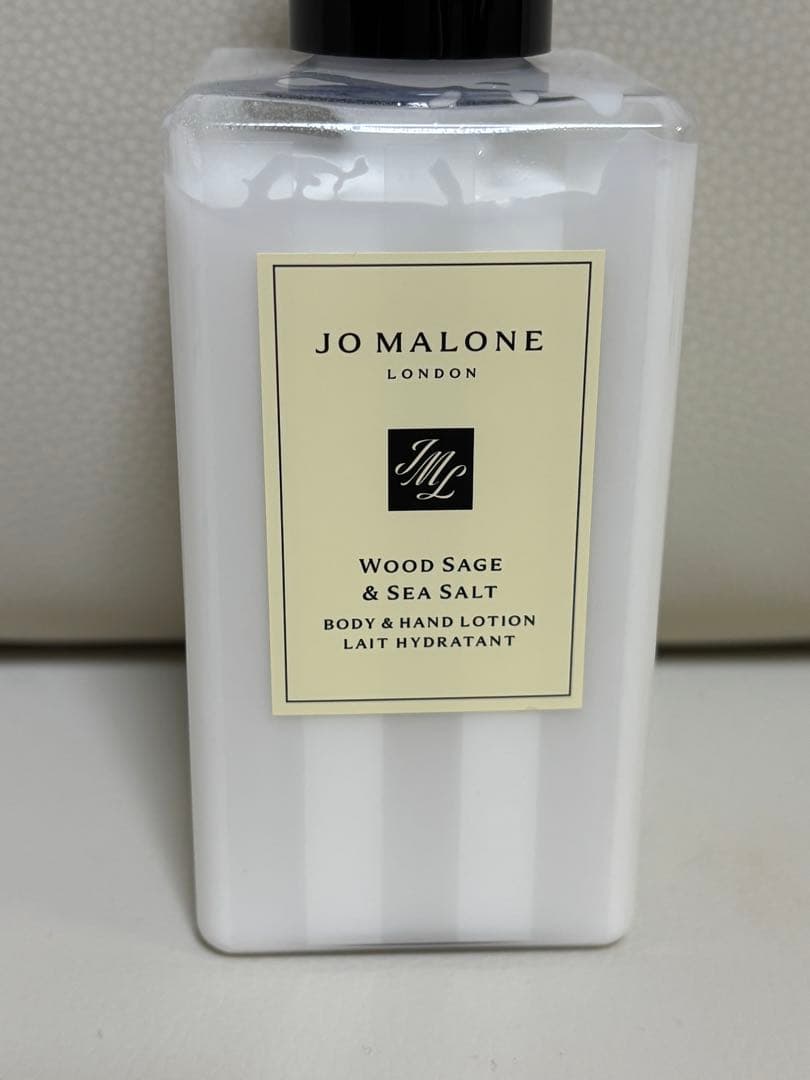 JO MALONE
LONDON
JML
WOOD SAGE
& SEA SALT
BODY & HAND LOTION
LAIT HYDRATANT